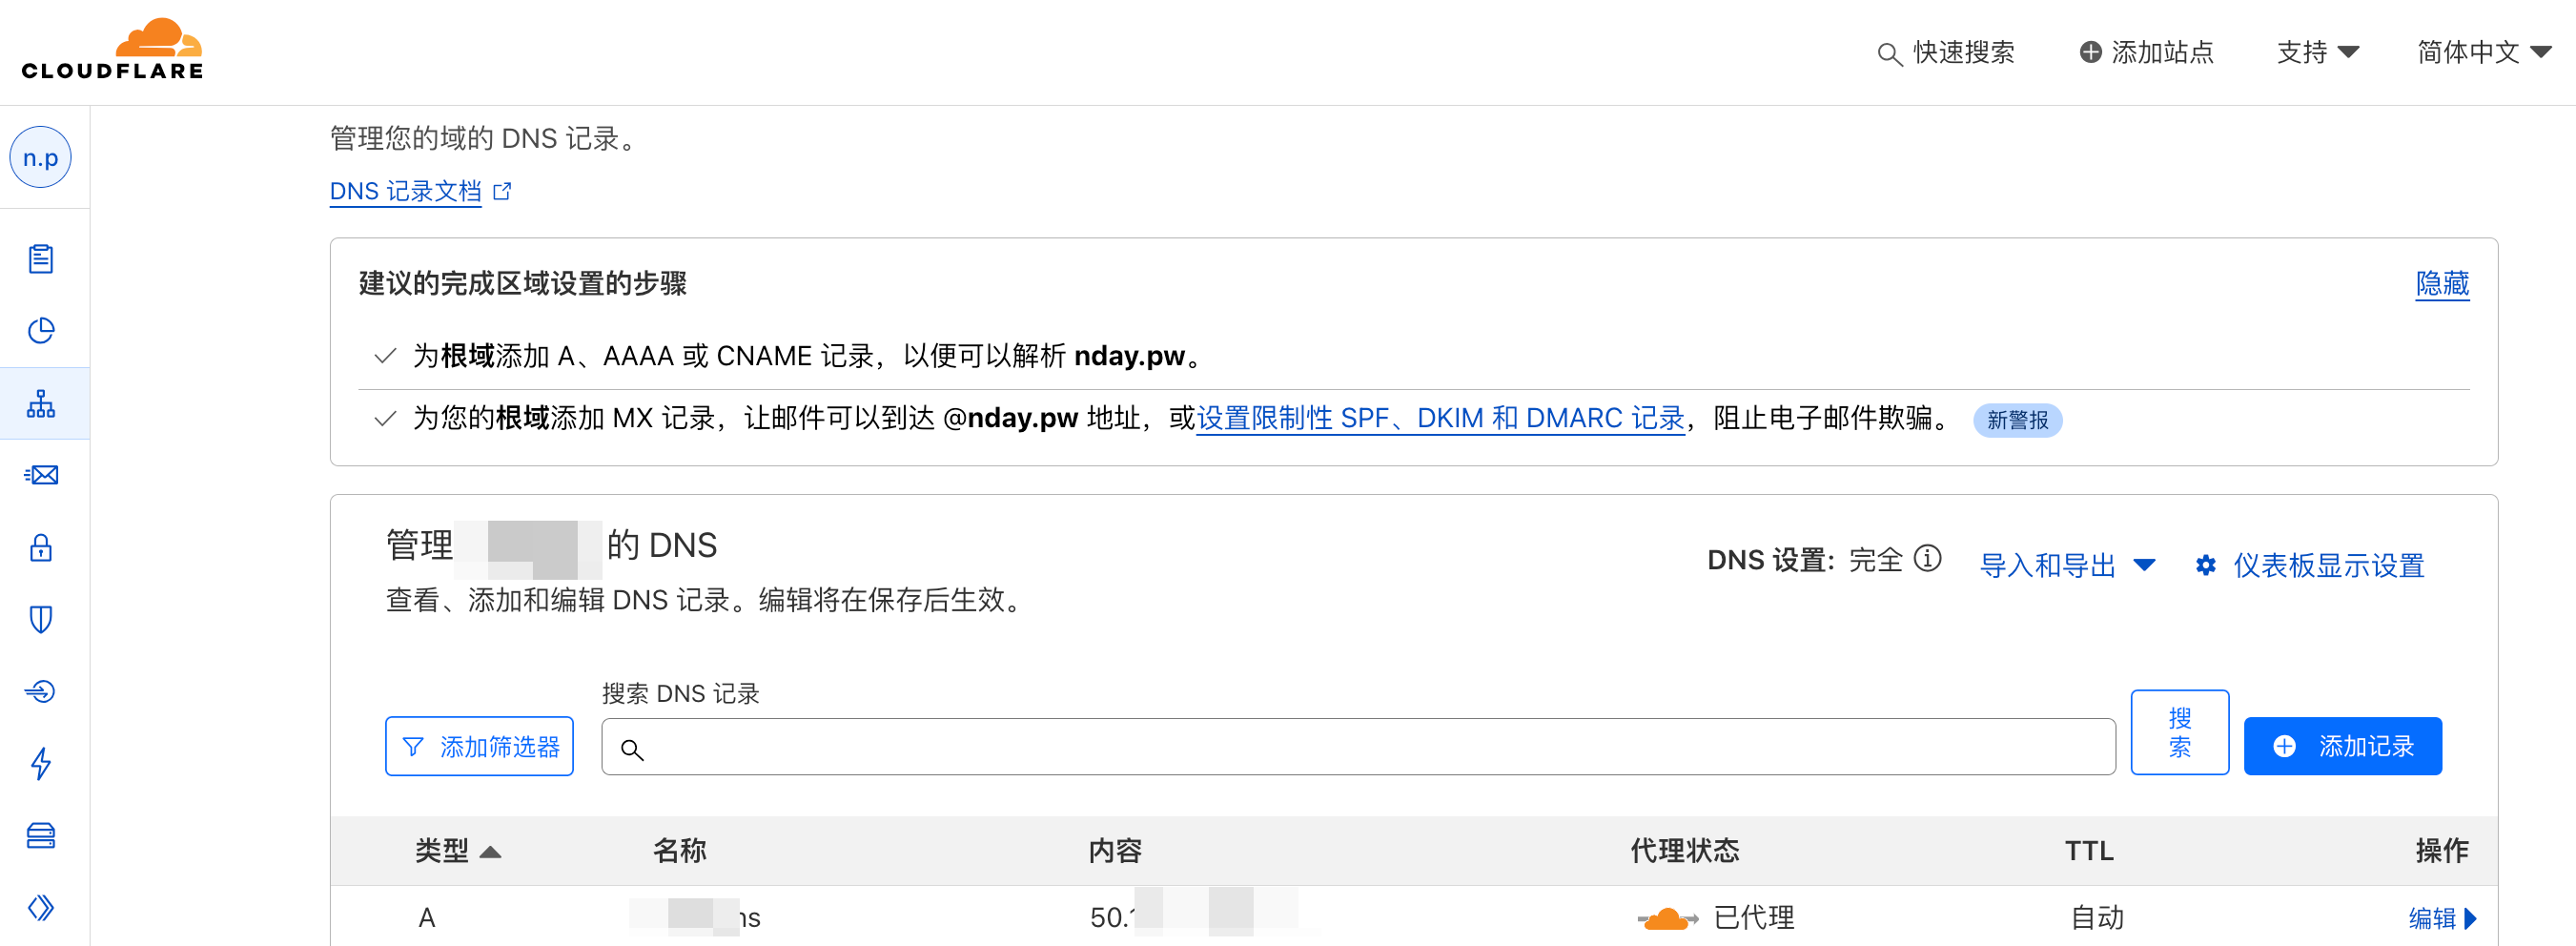 CLOUDFLARE
快速搜索 添加站点 支持 简体中文
n.p
管理您的域的 DNS 记录。
DNS 记录文档
建议的完成区域设置的步骤 隐藏
为根域添加 A、AAAA 或 CNAME 记录，以便可以解析 nday.pw。
为您的根域添加 MX 记录，让邮件可以到达 @nday.pw 地址，或设置限制性 SPF、DKIM 和 DMARC 记录，阻止电子邮件欺骗。 新警报
管理 的 DNS
DNS 设置: 完全 导入和导出 仪表板显示设置
查看、添加和编辑 DNS 记录。编辑将在保存后生效。
搜索 DNS 记录
添加筛选器 搜索 添加记录
类型 名称 内容 代理状态 TTL 操作
A 50. 已代理 自动 编辑